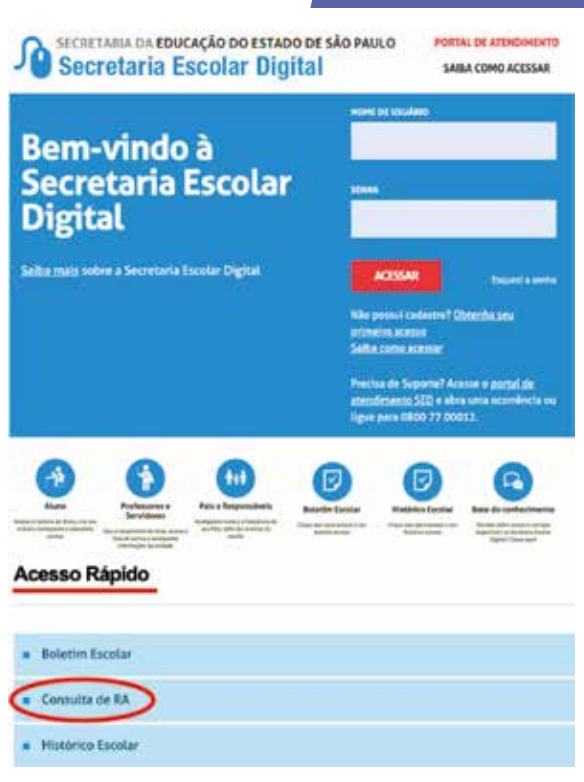 SECRETARIA DA EDUCAÇÃO DO ESTADO DE SÃO PAULO
Secretaria Escolar Digital
PORTAL DE ATENDIMENTO
SAIBA COMO ACESSAR
Bem-vindo à
Secretaria Escolar
Digital
Saiba mais sobre a Secretaria Escolar Digital
NOME DE USUÁRIO
SENHA
ACESSAR
Esqueci a senha
Não possui cadastro? Obtenha seu
primeiro acesso
Saiba como acessar
Precisa de Suporte? Acesse o portal de
atendimento SED e abra uma ocorrência ou
ligue para 0800 77 00012.
Aluno
Professores e
Servidores
Pais e Responsáveis
Boletim Escolar
Histórico Escolar
Base do conhecimento
Acesso Rápido
Boletim Escolar
Consulta de RA
Histórico Escolar